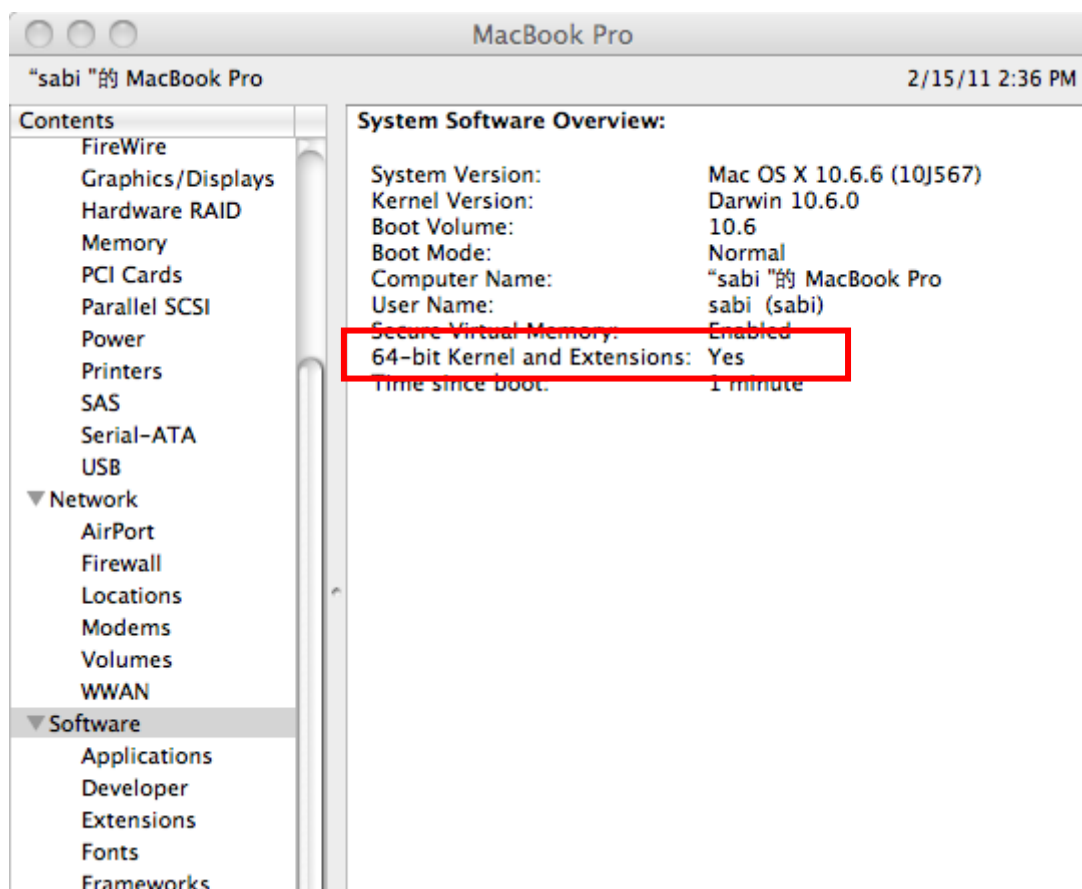 MacBook Pro
“sabi "的 MacBook Pro
2/15/11 2:36 PM
Contents
FireWire
Graphics/Displays
Hardware RAID
Memory
PCI Cards
Parallel SCSI
Power
Printers
SAS
Serial-ATA
USB
Network
AirPort
Firewall
Locations
Modems
Volumes
WWAN
Software
Applications
Developer
Extensions
Fonts
Frameworks
System Software Overview:
System Version: Mac OS X 10.6.6 (10J567)
Kernel Version: Darwin 10.6.0
Boot Volume: 10.6
Boot Mode: Normal
Computer Name: “sabi "的 MacBook Pro
User Name: sabi (sabi)
Secure Virtual Memory: Enabled
64-bit Kernel and Extensions: Yes
Time since boot: 1 minute